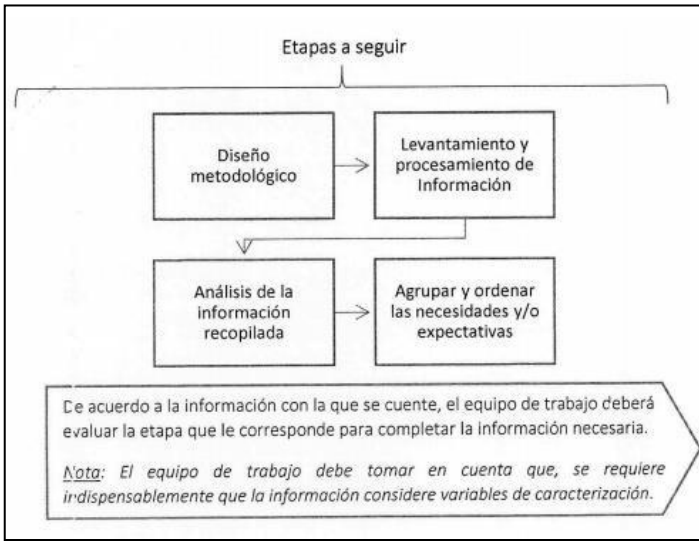 Etapas a seguir
Diseño
metodológico
Levantamiento y
procesamiento de
Información
Análisis de la
información
recopilada
Agrupar y ordenar
las necesidades y/o
expectativas
De acuerdo a la información con la que se cuente, el equipo de trabajo deberá
evaluar la etapa que le corresponde para completar la información necesaria.
Nota: El equipo de trabajo debe tomar en cuenta que, se requiere
indispensablemente que la información considere variables de caracterización.